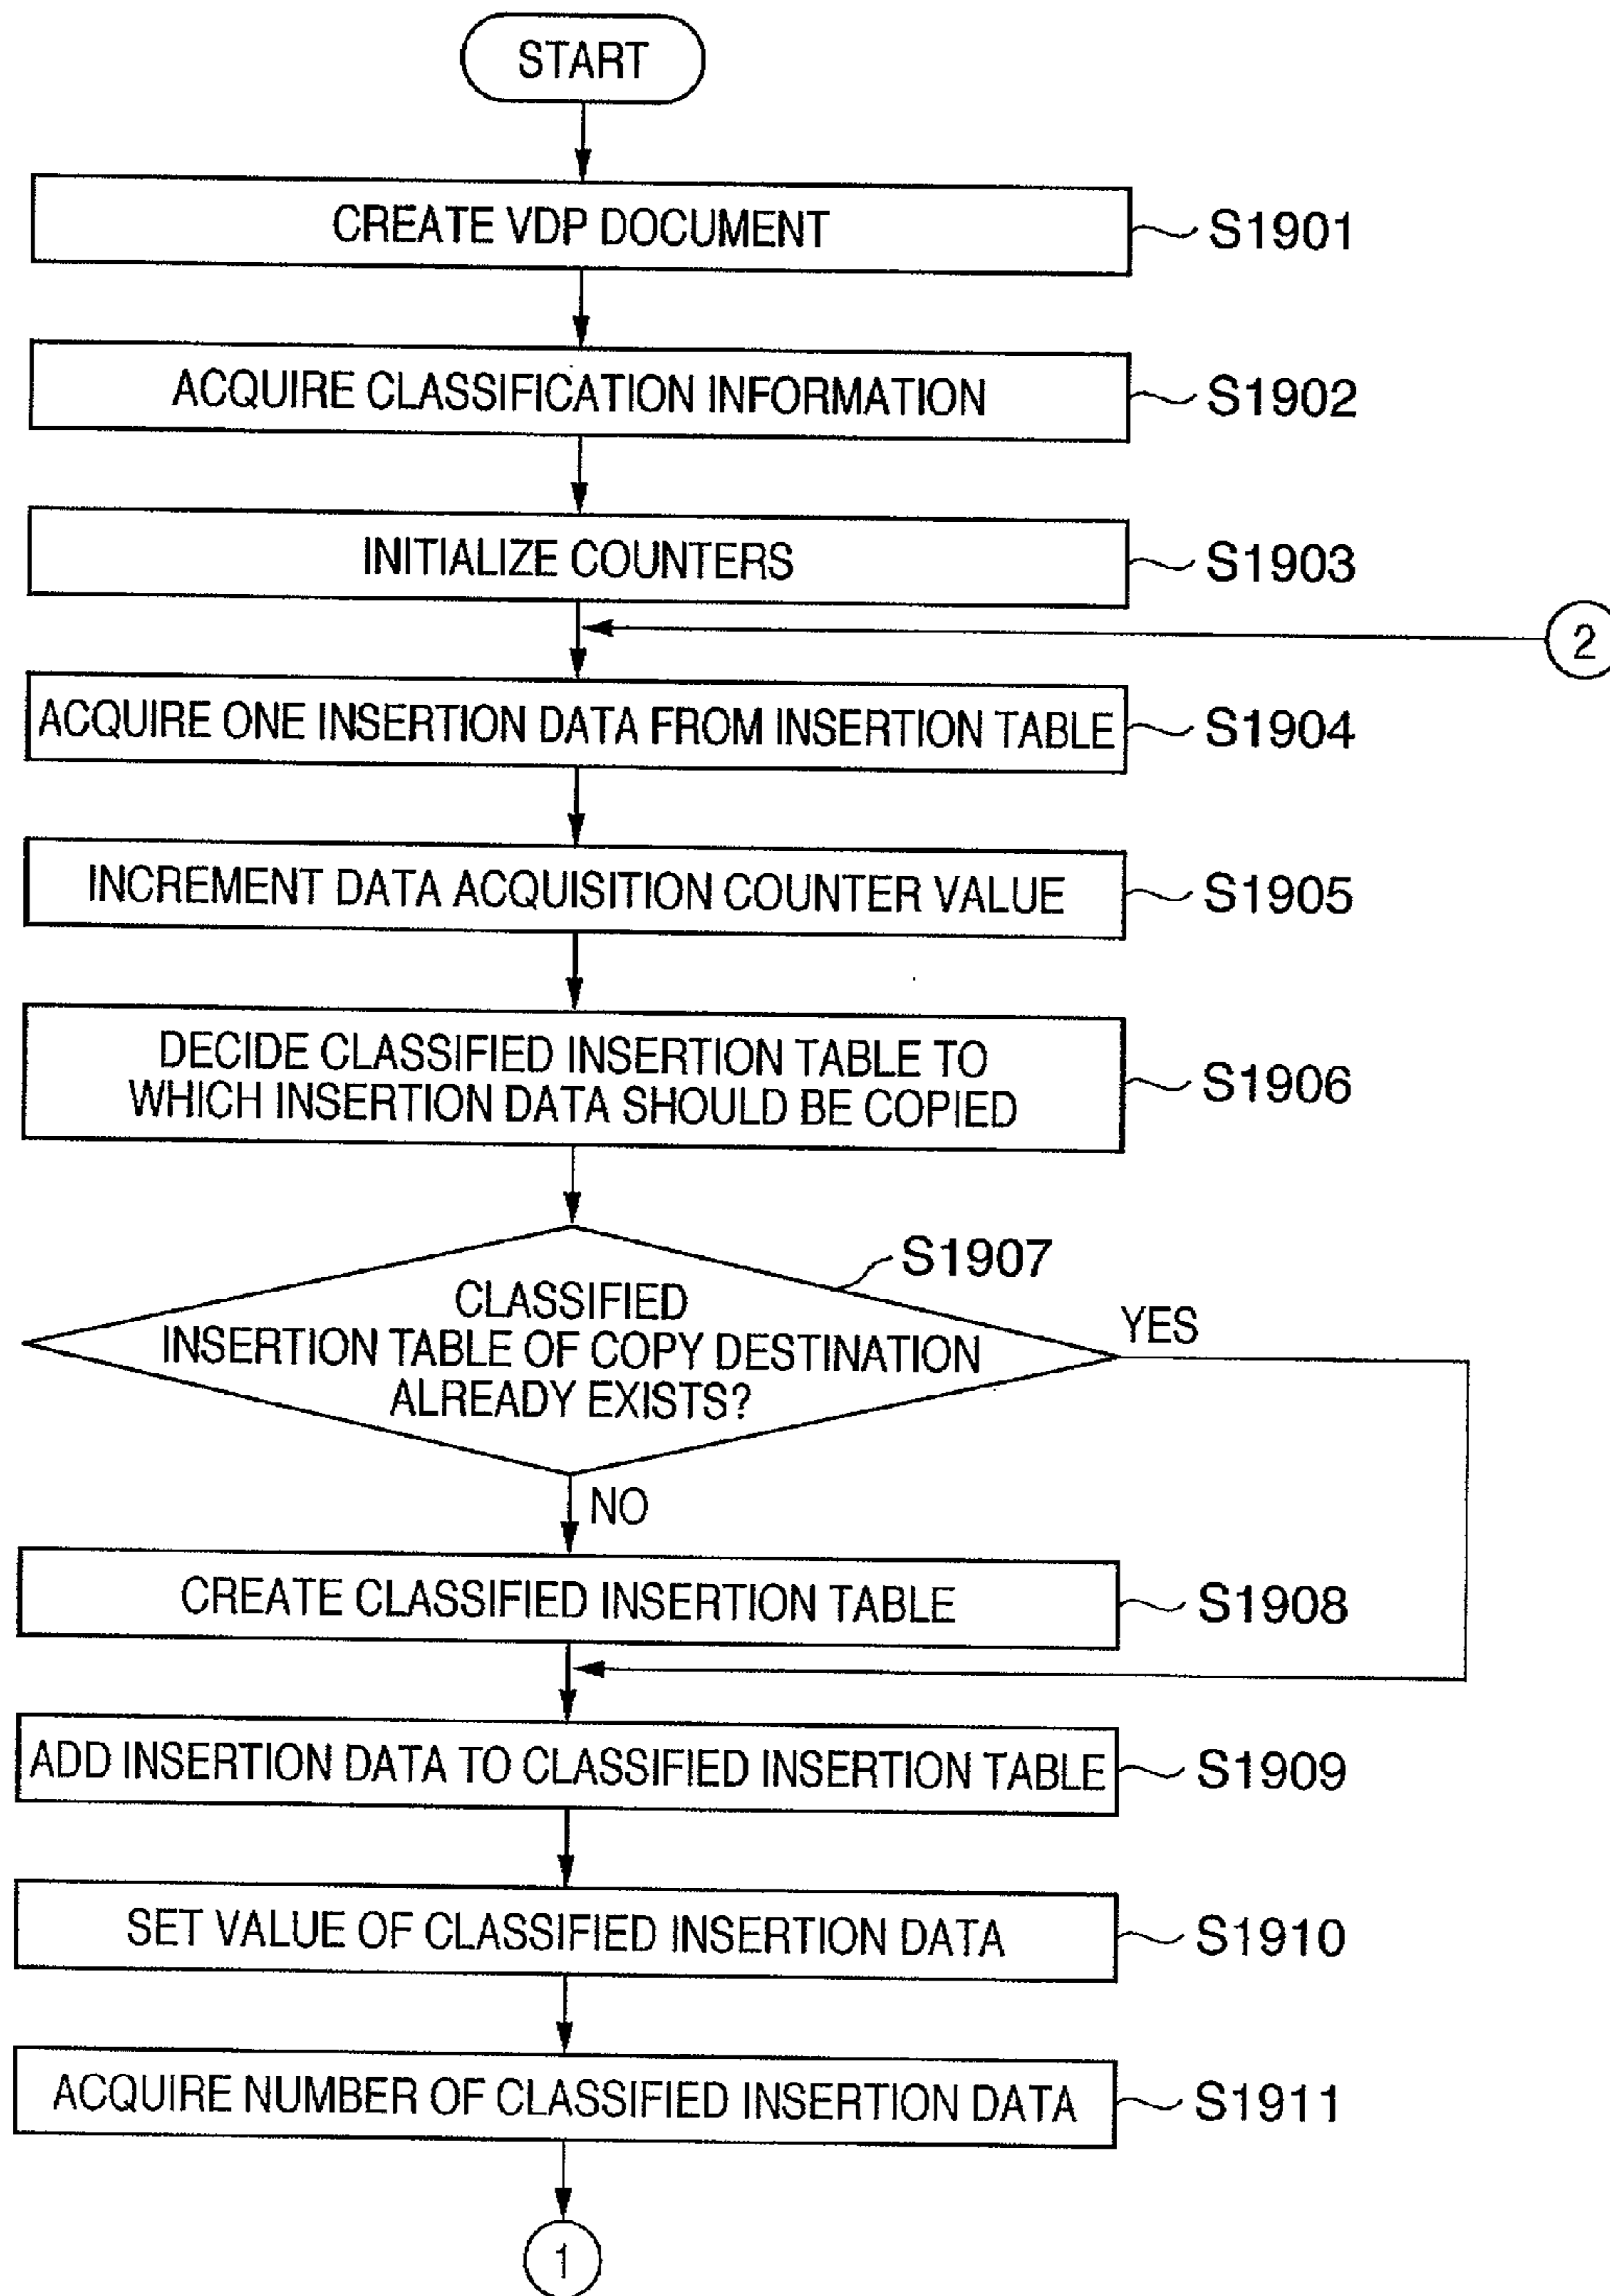 START
CREATE VDP DOCUMENT
S1901
ACQUIRE CLASSIFICATION INFORMATION
S1902
INITIALIZE COUNTERS
S1903
2
ACQUIRE ONE INSERTION DATA FROM INSERTION TABLE
S1904
INCREMENT DATA ACQUISITION COUNTER VALUE
S1905
DECIDE CLASSIFIED INSERTION TABLE TO
WHICH INSERTION DATA SHOULD BE COPIED
S1906
S1907
CLASSIFIED
INSERTION TABLE OF COPY DESTINATION
ALREADY EXISTS?
YES
NO
CREATE CLASSIFIED INSERTION TABLE
S1908
ADD INSERTION DATA TO CLASSIFIED INSERTION TABLE
S1909
SET VALUE OF CLASSIFIED INSERTION DATA
S1910
ACQUIRE NUMBER OF CLASSIFIED INSERTION DATA
S1911
1